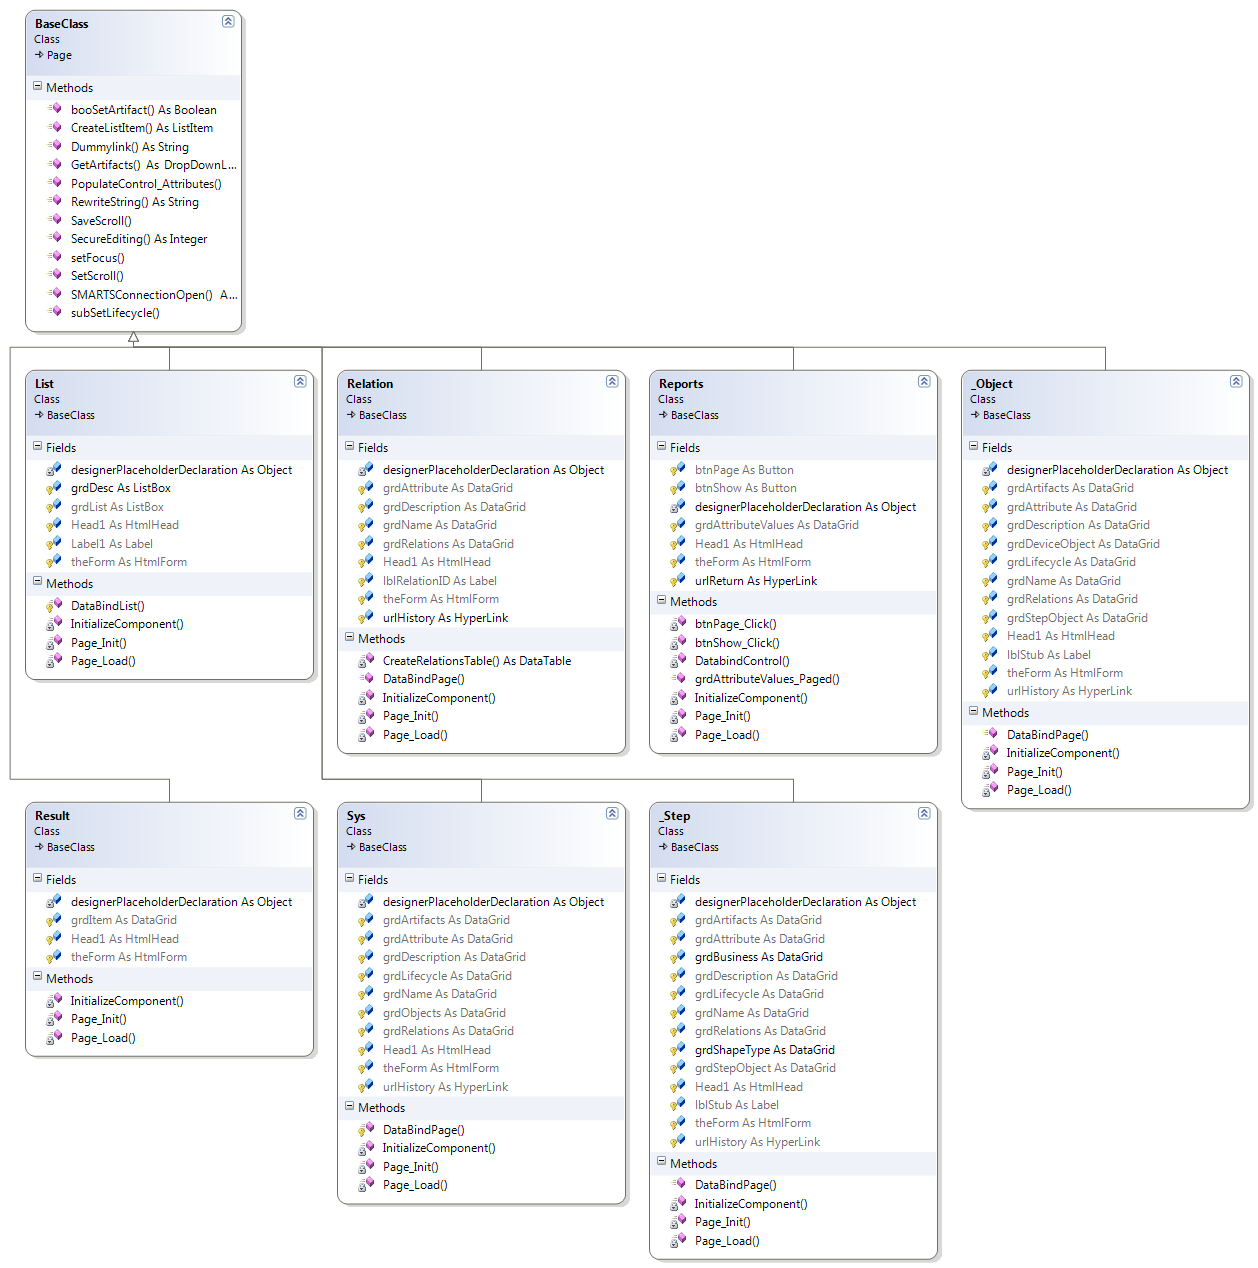 BaseClass
Class
Page
Methods
booSetArtifact() As Boolean
CreateListItem() As ListItem
Dummylink() As String
GetArtifacts() As DropDownL...
PopulateControl_Attributes()
RewriteString() As String
SaveScroll()
SecureEditing() As Integer
setFocus()
SetScroll()
SMARTSConnectionOpen() A...
subSetLifecycle()
List
Class
BaseClass
Fields
designerPlaceholderDeclaration As Object
grdDesc As ListBox
grdList As ListBox
Head1 As HtmlHead
Label1 As Label
theForm As HtmlForm
Methods
DataBindList()
InitializeComponent()
Page_Init()
Page_Load()
Relation
Class
BaseClass
Fields
designerPlaceholderDeclaration As Object
grdAttribute As DataGrid
grdDescription As DataGrid
grdName As DataGrid
grdRelations As DataGrid
Head1 As HtmlHead
lblRelationID As Label
theForm As HtmlForm
urlHistory As HyperLink
Methods
CreateRelationsTable() As DataTable
DataBindPage()
InitializeComponent()
Page_Init()
Page_Load()
Reports
Class
BaseClass
Fields
btnPage As Button
btnShow As Button
designerPlaceholderDeclaration As Object
grdAttributeValues As DataGrid
Head1 As HtmlHead
theForm As HtmlForm
urlReturn As HyperLink
Methods
btnPage_Click()
btnShow_Click()
DatabindControl()
grdAttributeValues_Paged()
InitializeComponent()
Page_Init()
Page_Load()
_Object
Class
BaseClass
Fields
designerPlaceholderDeclaration As Object
grdArtifacts As DataGrid
grdAttribute As DataGrid
grdDescription As DataGrid
grdDeviceObject As DataGrid
grdLifecycle As DataGrid
grdName As DataGrid
grdRelations As DataGrid
grdStepObject As DataGrid
Head1 As HtmlHead
lblStub As Label
theForm As HtmlForm
urlHistory As HyperLink
Methods
DataBindPage()
InitializeComponent()
Page_Init()
Page_Load()
Result
Class
BaseClass
Fields
designerPlaceholderDeclaration As Object
grdItem As DataGrid
Head1 As HtmlHead
theForm As HtmlForm
Methods
InitializeComponent()
Page_Init()
Page_Load()
Sys
Class
BaseClass
Fields
designerPlaceholderDeclaration As Object
grdArtifacts As DataGrid
grdAttribute As DataGrid
grdDescription As DataGrid
grdLifecycle As DataGrid
grdName As DataGrid
grdObjects As DataGrid
grdRelations As DataGrid
Head1 As HtmlHead
theForm As HtmlForm
urlHistory As HyperLink
Methods
DataBindPage()
InitializeComponent()
Page_Init()
Page_Load()
_Step
Class
BaseClass
Fields
designerPlaceholderDeclaration As Object
grdArtifacts As DataGrid
grdAttribute As DataGrid
grdBusiness As DataGrid
grdDescription As DataGrid
grdLifecycle As DataGrid
grdName As DataGrid
grdRelations As DataGrid
grdShapeType As DataGrid
grdStepObject As DataGrid
Head1 As HtmlHead
lblStub As Label
theForm As HtmlForm
urlHistory As HyperLink
Methods
DataBindPage()
InitializeComponent()
Page_Init()
Page_Load()